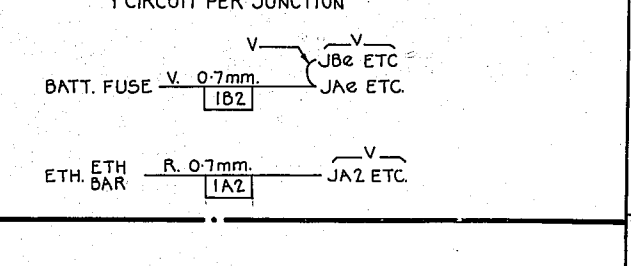 1 CIRCUIT PER JUNCTION
V V
JBe ETC
BATT. FUSE V. 0.7mm. JAe ETC.
1B2
V
ETH. ETH BAR R. 0.7mm. JA2 ETC.
1A2